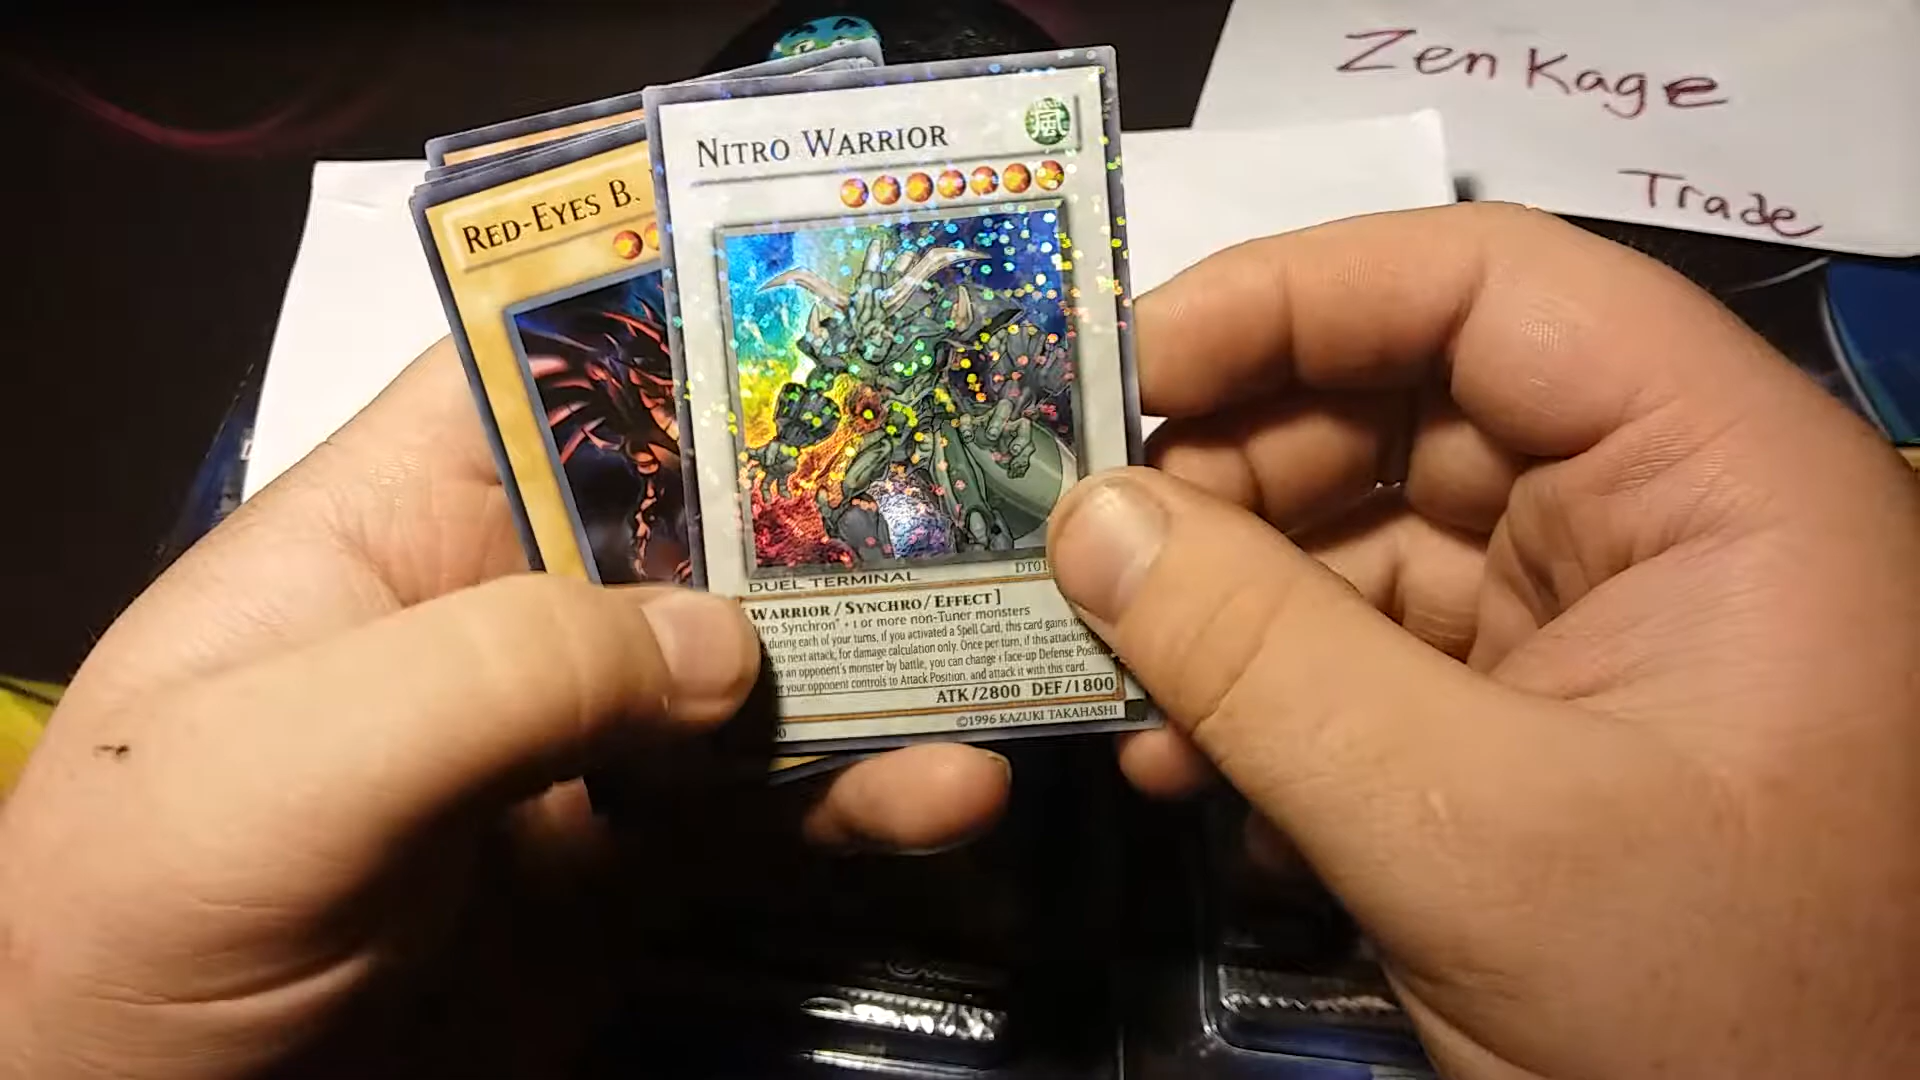 Zen Kage
Trade
NITRO WARRIOR
風
RED-EYES B.
DUEL TERMINAL
DT01
[WARRIOR/SYNCHRO/EFFECT]
Synchron" + 1 or more non-Tuner monsters
during each of your turns, if you activated a Spell Card, this card gains
next attack, for damage calculation only. Once per turn, if this attacking
an opponent's monster by battle, you can change 1 face-up Defense
your opponent controls to Attack Position, and attack it with this card.
ATK/2800 DEF/1800
©1996 KAZUKI TAKAHASHI